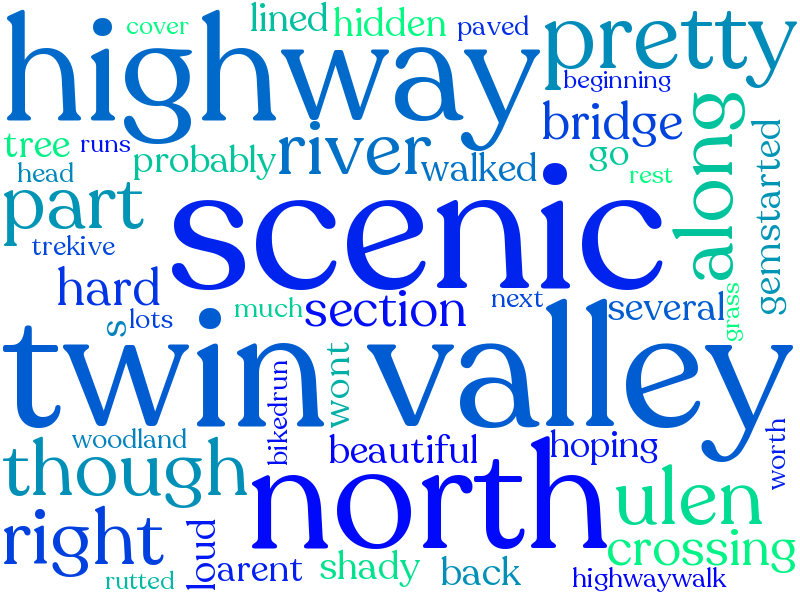 cover lined hidden paved
highway pretty
beginning
tree runs probably river walked bridge
head go rest
part scenic along gemstarted
trekive
hard section next several
s lots much grass
twin valley
wont
bikedrun
woodland beautiful hoping worth
though north ulen
right loud arent shady back crossing
rutted highwaywalk